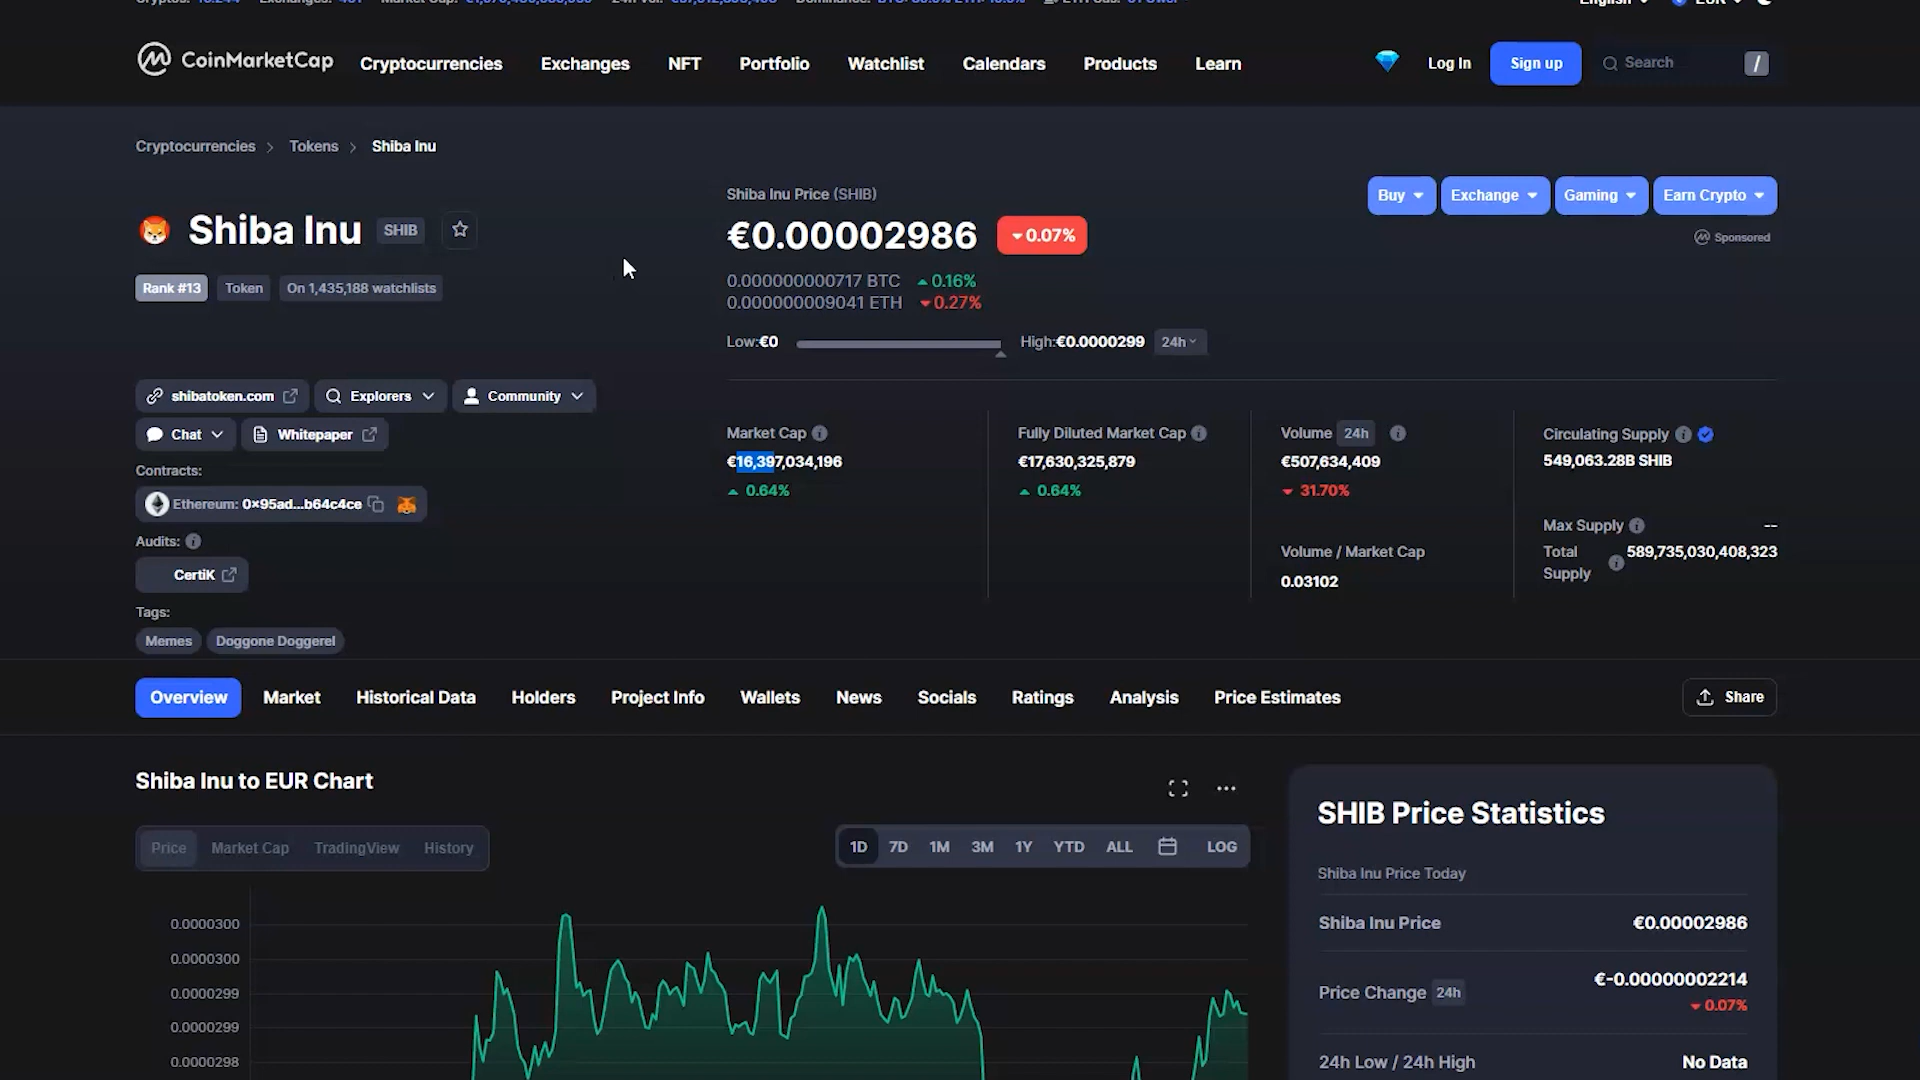 CoinMarketCap
Cryptocurrencies Exchanges NFT Portfolio Watchlist Calendars Products Learn
Log In Sign up Search /
Cryptocurrencies > Tokens > Shiba Inu
Shiba Inu SHIB
Rank #13 Token On 1,435,188 watchlists
shibatoken.com Explorers Community
Chat Whitepaper
Contracts:
Ethereum: 0x95ad...b64c4ce
Audits:
CertiK
Tags:
Memes Doggone Doggerel
Shiba Inu Price (SHIB)
€0.00002986 0.07%
0.000000000717 BTC 0.16%
0.000000009041 ETH 0.27%
Low:€0 High:€0.0000299 24h
Buy Exchange Gaming Earn Crypto
Sponsored
Market Cap
€16,397,034,196
0.64%
Fully Diluted Market Cap
€17,630,325,879
0.64%
Volume 24h
€507,634,409
31.70%
Volume / Market Cap
0.03102
Circulating Supply
549,063.28B SHIB
Max Supply --
Total Supply 589,735,030,408,323
Overview Market Historical Data Holders Project Info Wallets News Socials Ratings Analysis Price Estimates Share
Shiba Inu to EUR Chart
Price Market Cap TradingView History
1D 7D 1M 3M 1Y YTD ALL LOG
0.0000300
0.0000300
0.0000299
0.0000299
0.0000298
SHIB Price Statistics
Shiba Inu Price Today
Shiba Inu Price €0.00002986
Price Change 24h €-0.00000002214
0.07%
24h Low / 24h High No Data